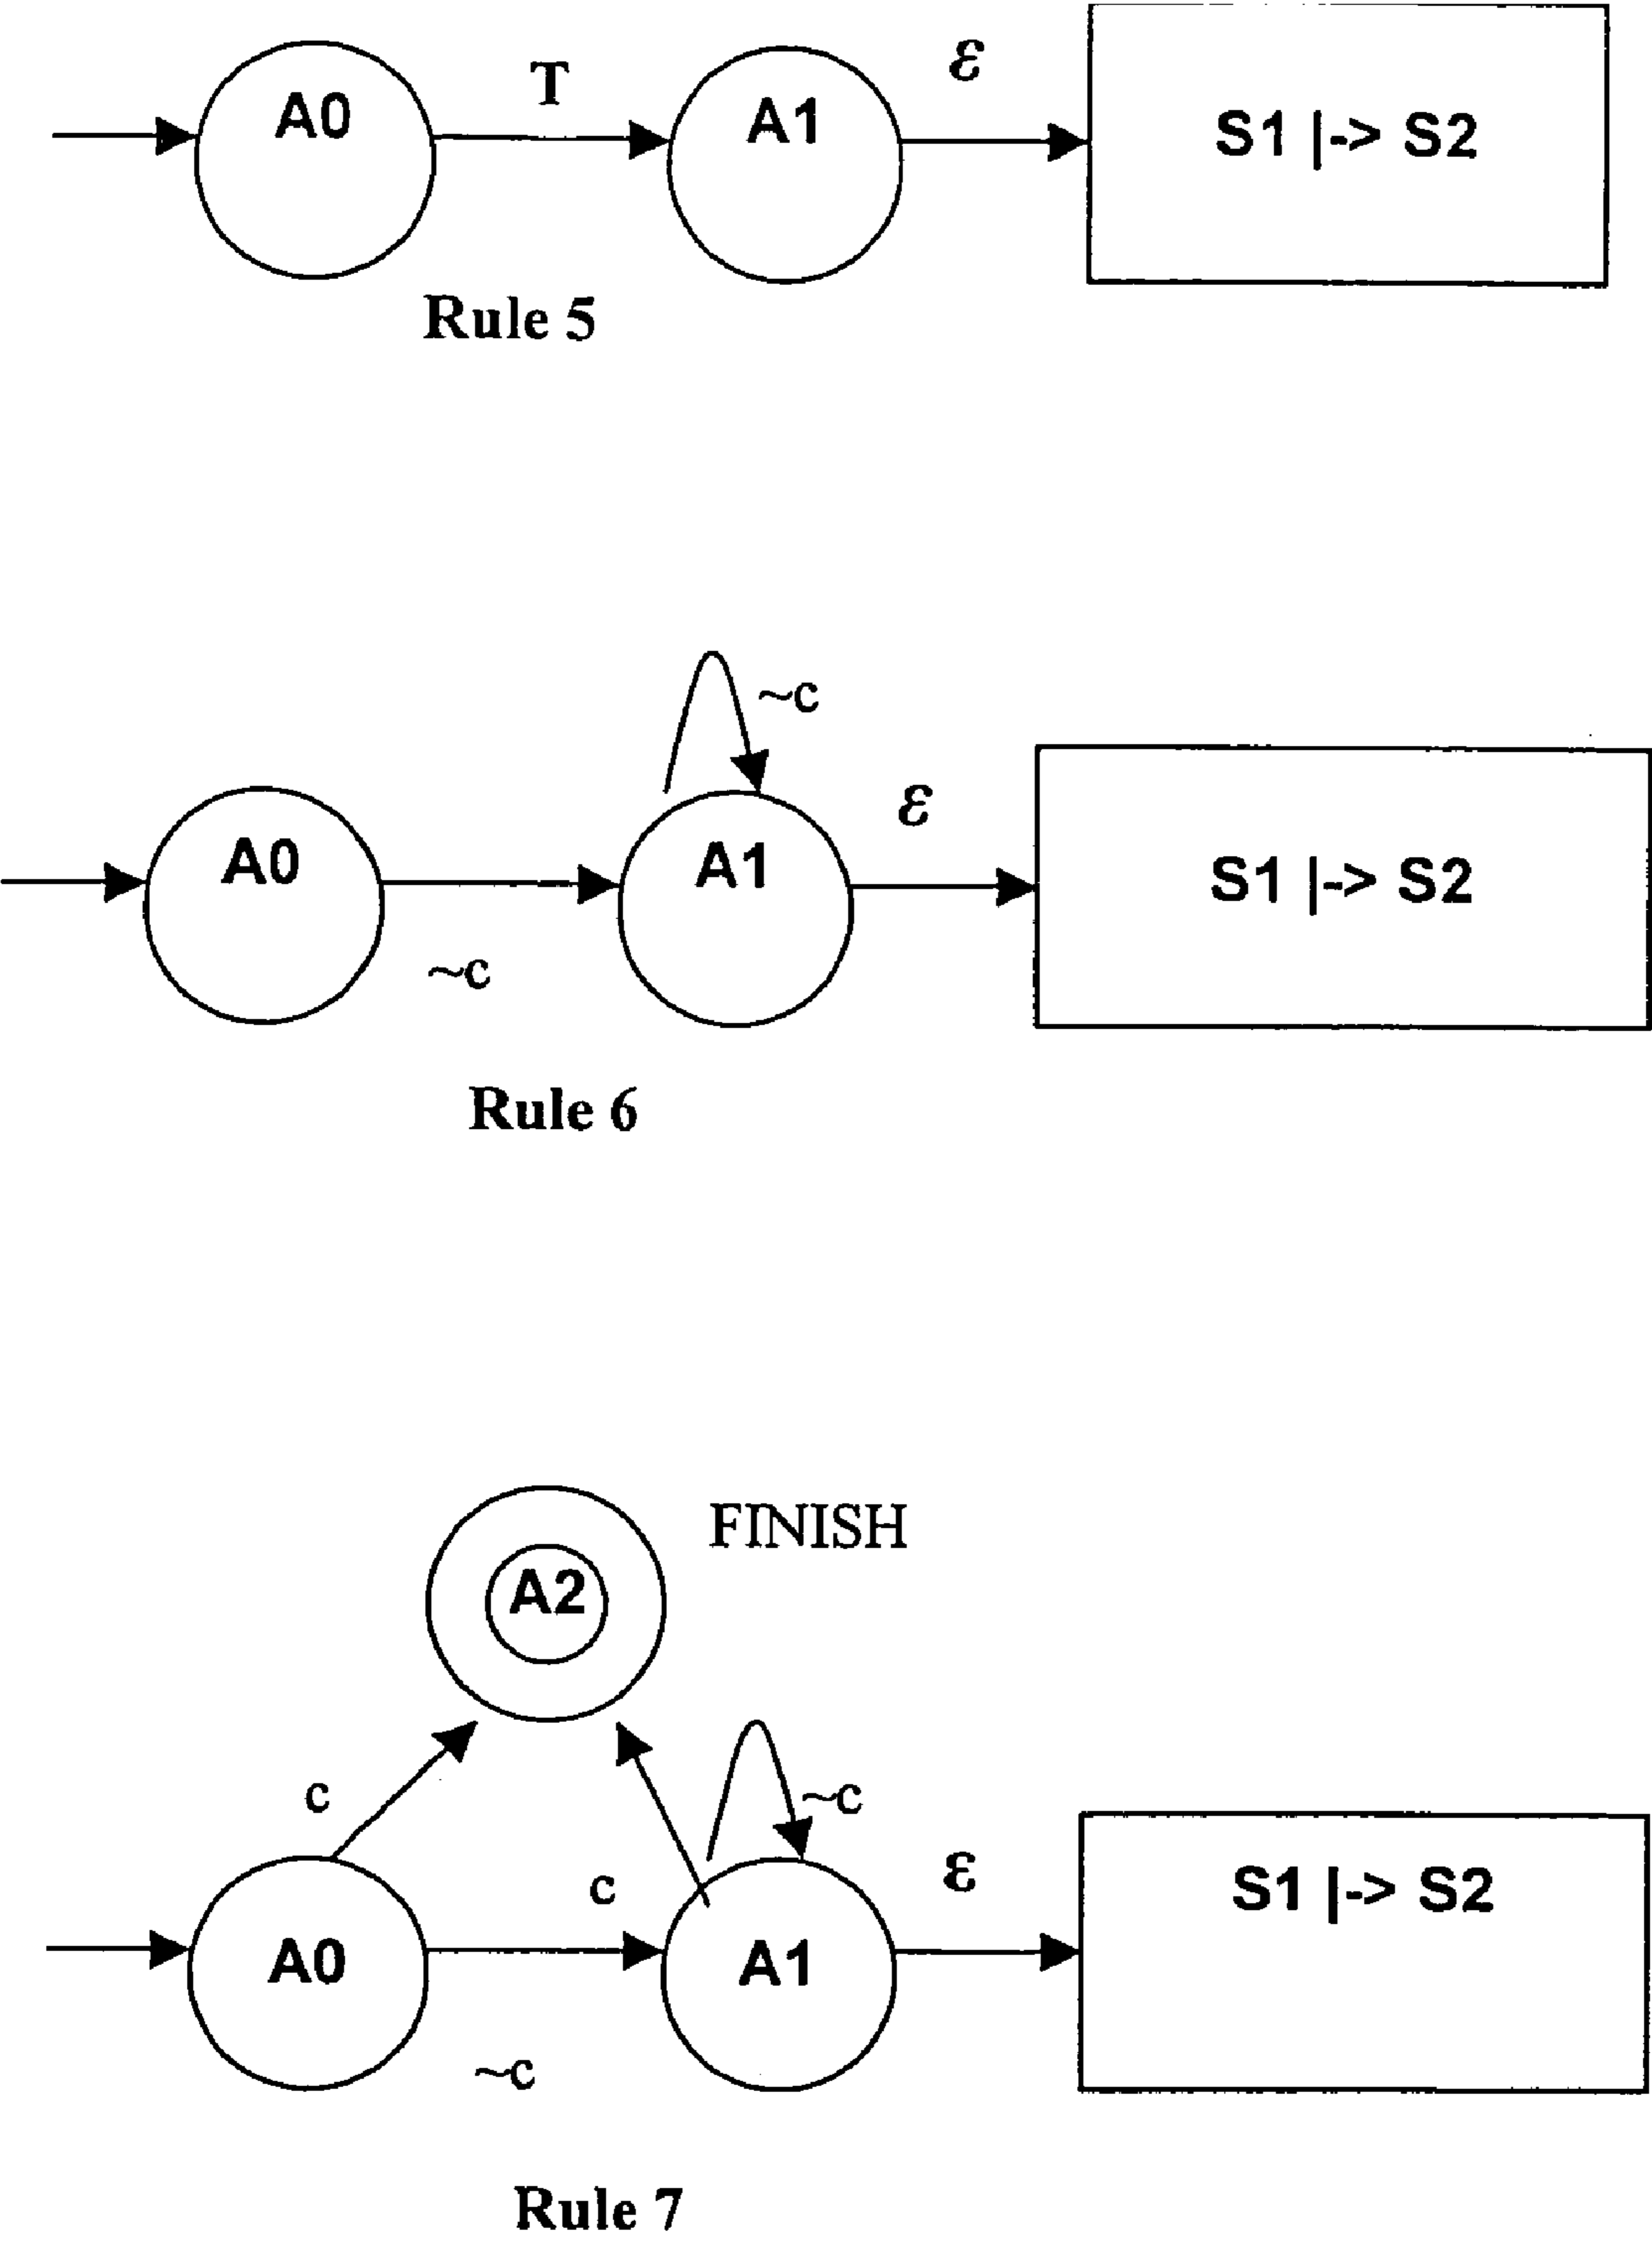 T
ε
A0
A1
S1 |-> S2
Rule 5
~c
ε
A0
A1
S1 |-> S2
~c
Rule 6
FINISH
A2
c
~c
c
ε
S1 |-> S2
A0
A1
~c
Rule 7